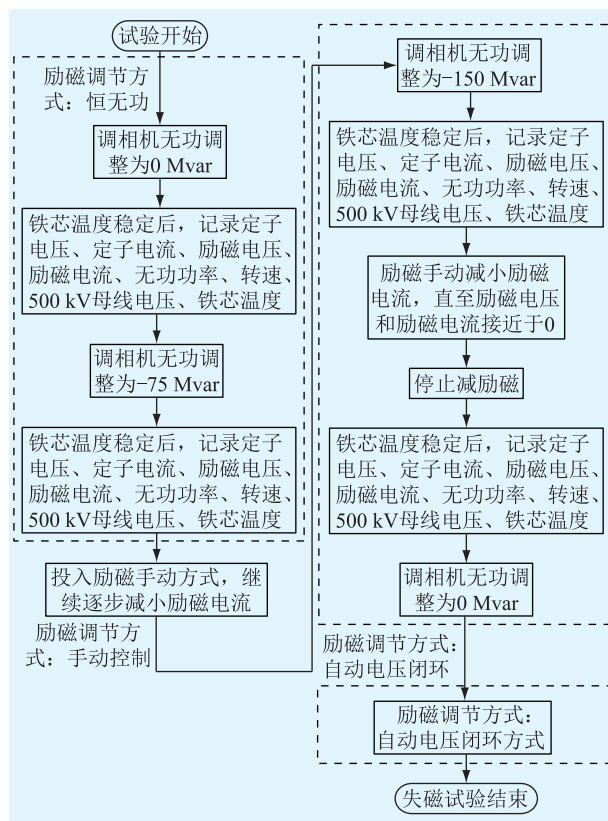 试验开始
励磁调节方
式：恒无功
调相机无功调
整为0 Mvar
铁芯温度稳定后，记录定子
电压、定子电流、励磁电压、
励磁电流、无功功率、转速、
500 kV母线电压、铁芯温度
调相机无功调
整为−75 Mvar
铁芯温度稳定后，记录定子
电压、定子电流、励磁电压、
励磁电流、无功功率、转速、
500 kV母线电压、铁芯温度
投入励磁手动方式，继
续逐步减小励磁电流
励磁调节方
式：手动控制
调相机无功调
整为−150 Mvar
铁芯温度稳定后，记录定子
电压、定子电流、励磁电压、
励磁电流、无功功率、转速、
500 kV母线电压、铁芯温度
励磁手动减小励磁
电流，直至励磁电压
和励磁电流接近于0
停止减励磁
铁芯温度稳定后，记录定子
电压、定子电流、励磁电压、
励磁电流、无功功率、转速、
500 kV母线电压、铁芯温度
调相机无功调
整为0 Mvar
励磁调节方式：
自动电压闭环
励磁调节方式：
自动电压闭环方式
失磁试验结束